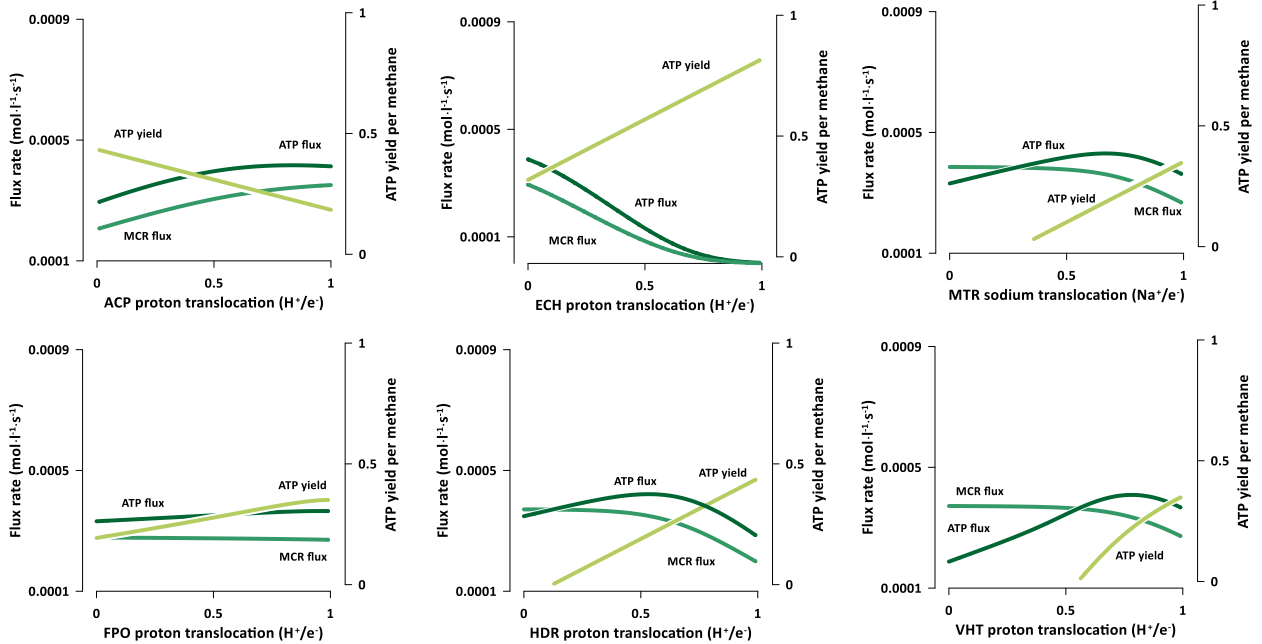 0.0009
0.0005
0.0001
Flux rate (mol·l⁻¹·s⁻¹)
ATP yield
ATP flux
MCR flux
1
0.5
0
ATP yield per methane
0
0.5
1
ACP proton translocation (H⁺/e⁻)
0.0009
0.0005
0.0001
Flux rate (mol·l⁻¹·s⁻¹)
ATP yield
ATP flux
MCR flux
1
0.5
0
ATP yield per methane
0
0.5
1
ECH proton translocation (H⁺/e⁻)
0.0009
0.0005
0.0001
Flux rate (mol·l⁻¹·s⁻¹)
ATP flux
ATP yield
MCR flux
1
0.5
0
ATP yield per methane
0
0.5
1
MTR sodium translocation (Na⁺/e⁻)
0.0009
0.0005
0.0001
Flux rate (mol·l⁻¹·s⁻¹)
ATP flux
ATP yield
MCR flux
1
0.5
0
ATP yield per methane
0
0.5
1
FPO proton translocation (H⁺/e⁻)
0.0009
0.0005
0.0001
Flux rate (mol·l⁻¹·s⁻¹)
ATP flux
ATP yield
MCR flux
1
0.5
0
ATP yield per methane
0
0.5
1
HDR proton translocation (H⁺/e⁻)
0.0009
0.0005
0.0001
Flux rate (mol·l⁻¹·s⁻¹)
MCR flux
ATP flux
ATP yield
1
0.5
0
ATP yield per methane
0
0.5
1
VHT proton translocation (H⁺/e⁻)